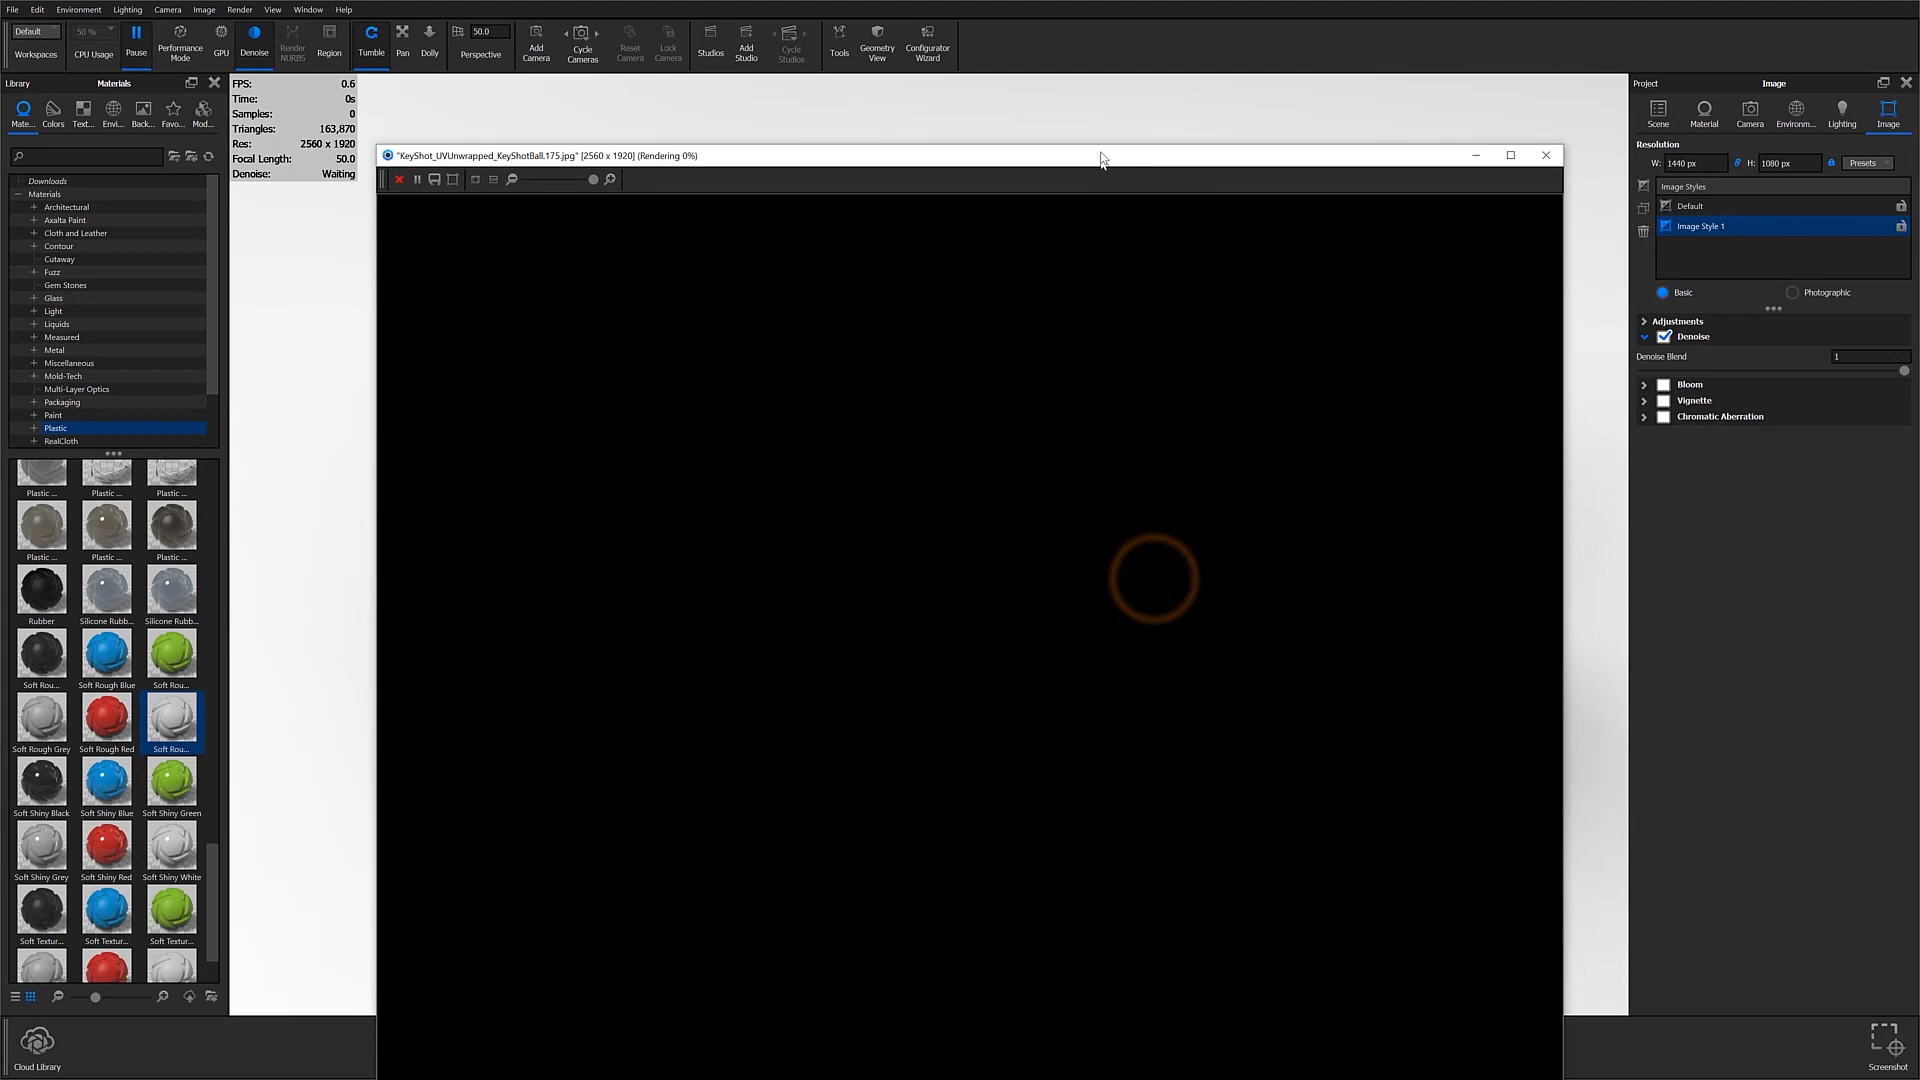 File Edit Environment Lighting Camera Image Render View Window Help
Default 50 % 50.0
Workspaces CPU Usage Pause Performance Mode GPU Denoise Render NURBS Region Tumble Pan Dolly Perspective Add Camera Cycle Cameras Reset Camera Lock Camera Studios Add Studio Cycle Studios Tools Geometry View Configurator Wizard
Library Materials
Mate... Colors Text... Envi... Back... Favo... Mod...
Downloads
Materials
Architectural
Axalta Paint
Cloth and Leather
Contour
Cutaway
Fuzz
Gem Stones
Glass
Light
Liquids
Measured
Metal
Miscellaneous
Mold-Tech
Multi-Layer Optics
Packaging
Paint
Plastic
RealCloth
Plastic ... Plastic ... Plastic ...
Plastic ... Plastic ... Plastic ...
Rubber Silicone Rubb... Silicone Rubb...
Soft Rou... Soft Rough Blue Soft Rou...
Soft Rough Grey Soft Rough Red Soft Rou...
Soft Shiny Black Soft Shiny Blue Soft Shiny Green
Soft Shiny Grey Soft Shiny Red Soft Shiny White
Soft Textur... Soft Textur... Soft Textur...
Cloud Library
FPS: 0.6
Time: 0s
Samples: 0
Triangles: 163,870
Res: 2560 x 1920
Focal Length: 50.0
Denoise: Waiting
"KeyShot_UVUnwrapped_KeyShotBall.175.jpg" [2560 x 1920] (Rendering 0%)
Project Image
Scene Material Camera Environm... Lighting Image
Resolution
W: 1440 px H: 1080 px Presets
Image Styles
Default
Image Style 1
Basic Photographic
Adjustments
Denoise
Denoise Blend 1
Bloom
Vignette
Chromatic Aberration
Screenshot